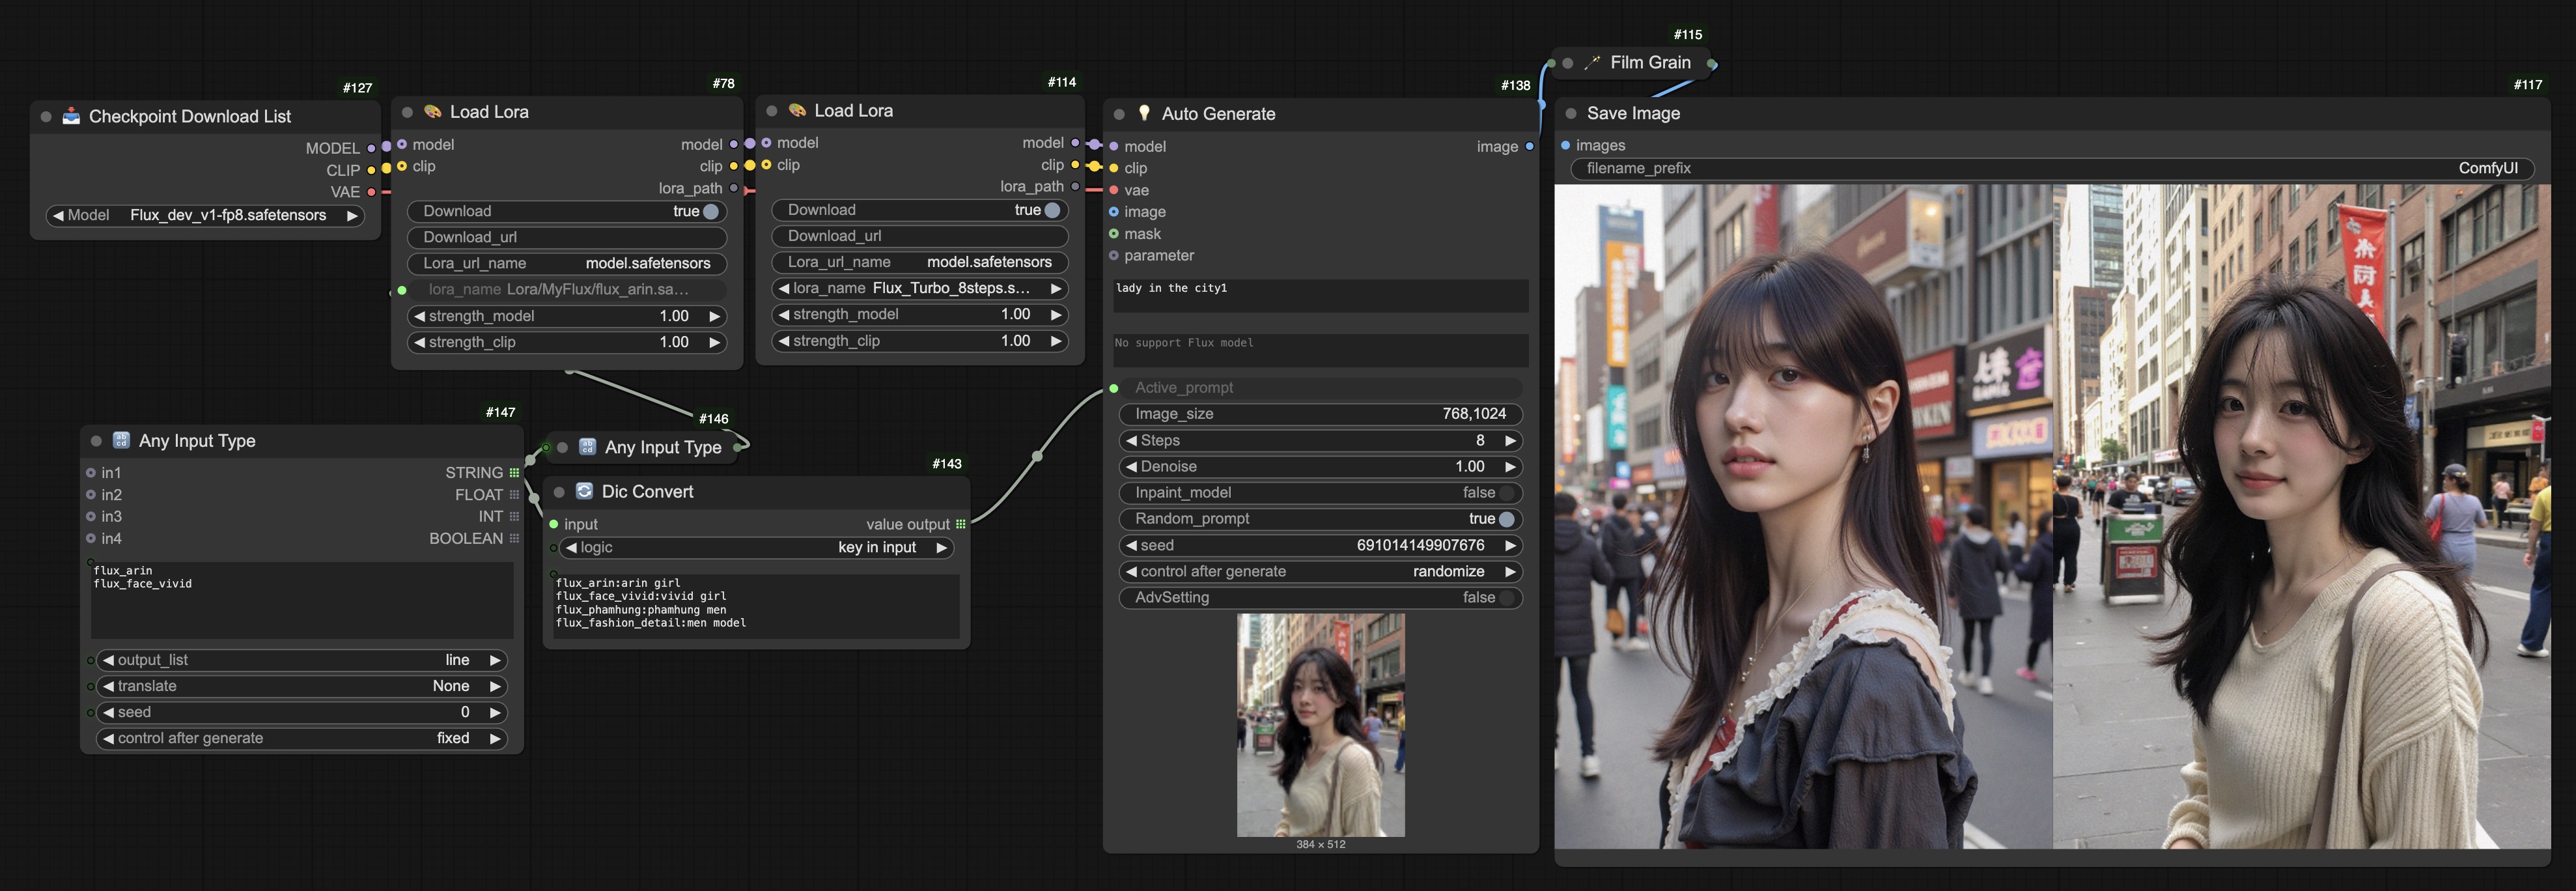 #127
Checkpoint Download List
MODEL
CLIP
VAE
Model Flux_dev_v1-fp8.safetensors
#78
Load Lora
model model
clip clip
lora_path
Download true
Download_url
Lora_url_name model.safetensors
lora_name Lora/MyFlux/flux_arin.sa...
strength_model 1.00
strength_clip 1.00
#114
Load Lora
model model
clip clip
lora_path
Download true
Download_url
Lora_url_name model.safetensors
lora_name Flux_Turbo_8steps.s...
strength_model 1.00
strength_clip 1.00
#147
Any Input Type
in1 STRING
in2 FLOAT
in3 INT
in4 BOOLEAN
flux_arin
flux_face_vivid
output_list line
translate None
seed 0
control after generate fixed
#146
Any Input Type
#143
Dic Convert
input value output
logic key in input
flux_arin:arin girl
flux_face_vivid:vivid girl
flux_phamhung:phamhung men
flux_fashion_detail:men model
#138
Auto Generate
model image
clip
vae
image
mask
parameter
lady in the city1
No support Flux model
Active_prompt
Image_size 768,1024
Steps 8
Denoise 1.00
Inpaint_model false
Random_prompt true
seed 691014149907676
control after generate randomize
AdvSetting false
384 × 512
#115
Film Grain
#117
Save Image
images
filename_prefix ComfyUI